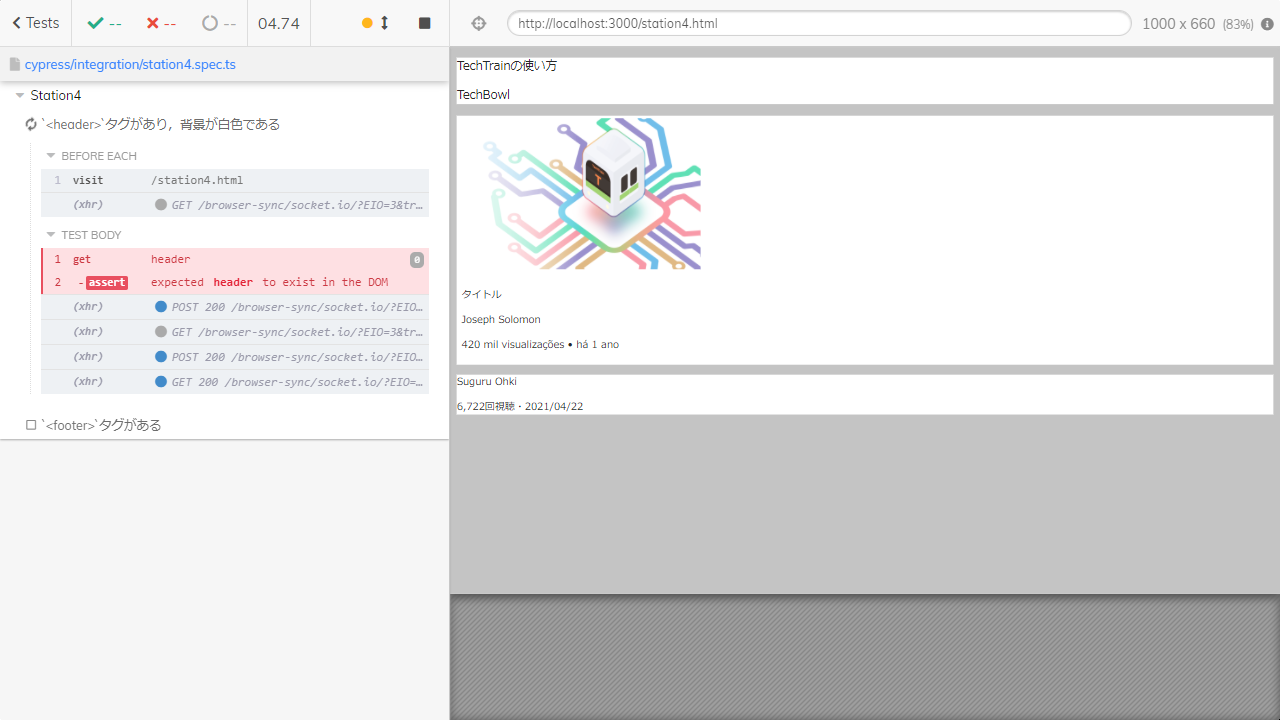 Tests
--
--
--
04.74
http://localhost:3000/station4.html
1000 x 660 (83%)
cypress/integration/station4.spec.ts
Station4
`<header>`タグがあり，背景が白色である
BEFORE EACH
1 visit /station4.html
(xhr) GET /browser-sync/socket.io/?EIO=3&tr…
TEST BODY
1 get header 0
2 -assert expected header to exist in the DOM
(xhr) POST 200 /browser-sync/socket.io/?EIO…
(xhr) GET /browser-sync/socket.io/?EIO=3&tr…
(xhr) POST 200 /browser-sync/socket.io/?EIO…
(xhr) GET 200 /browser-sync/socket.io/?EIO=…
`<footer>`タグがある
TechTrainの使い方
TechBowl
T
タイトル
Joseph Solomon
420 mil visualizações • há 1 ano
Suguru Ohki
6,722回視聴・2021/04/22